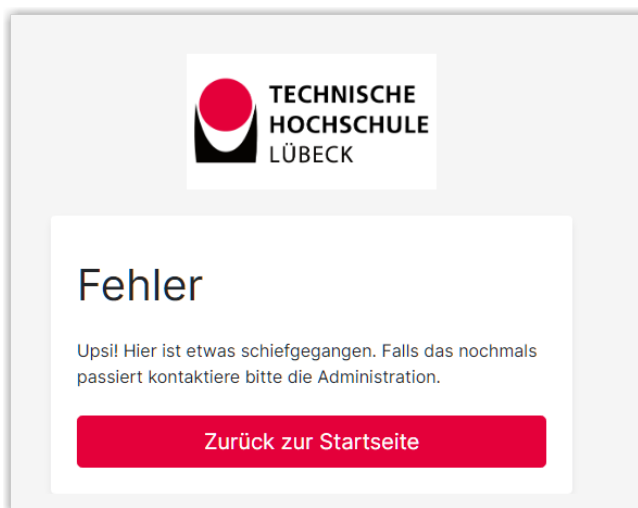 TECHNISCHE
HOCHSCHULE
LÜBECK
Fehler
Upsi! Hier ist etwas schiefgegangen. Falls das nochmals
passiert kontaktiere bitte die Administration.
Zurück zur Startseite